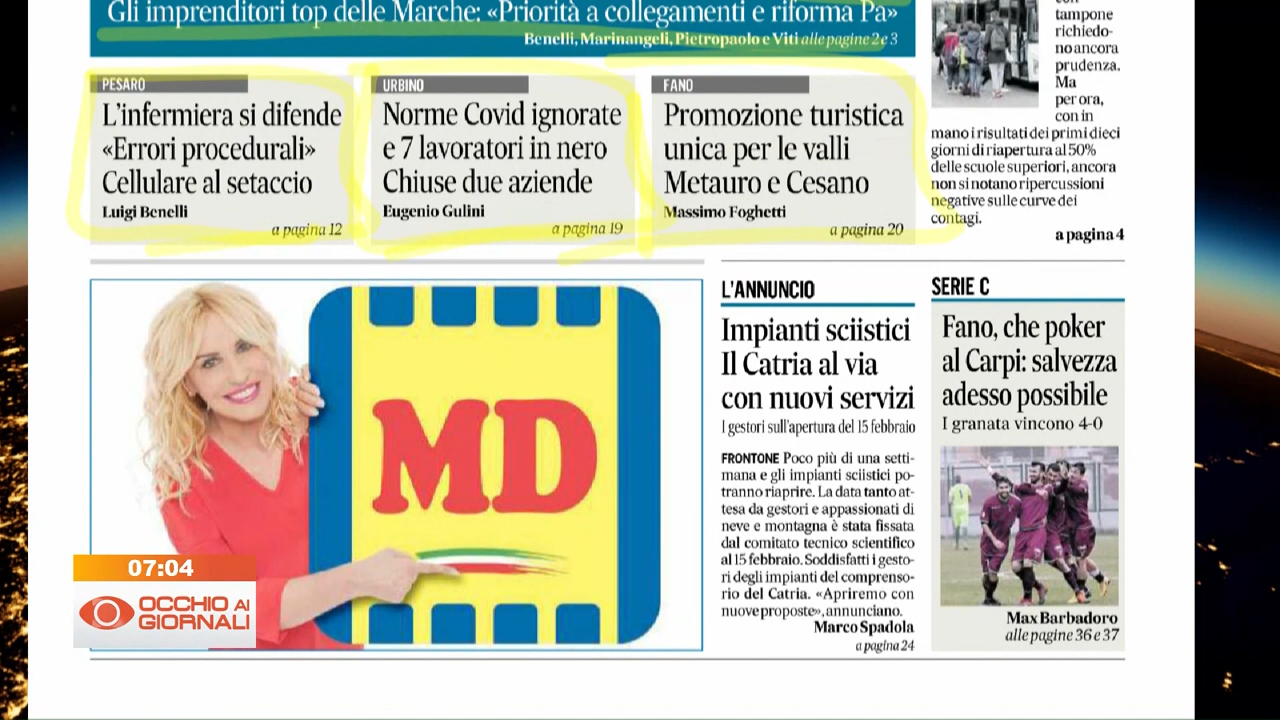 Gli imprenditori top delle Marche: «Priorità a collegamenti e riforma Pa»
Benelli, Marinangeli, Pietropaolo e Viti alle pagine 2 e 3
PESARO
L'infermiera si difende
«Errori procedurali»
Cellulare al setaccio
Luigi Benelli
a pagina 12
URBINO
Norme Covid ignorate
e 7 lavoratori in nero
Chiuse due aziende
Eugenio Gulini
a pagina 19
FANO
Promozione turistica
unica per le valli
Metauro e Cesano
Massimo Foghetti
a pagina 20
con
tampone
richiedo-
no ancora
prudenza.
Ma
per ora,
con in
mano i risultati dei primi dieci
giorni di riapertura al 50%
delle scuole superiori, ancora
non si notano ripercussioni
negative sulle curve dei
contagi.
a pagina 4
MD
L'ANNUNCIO
Impianti sciistici
Il Catria al via
con nuovi servizi
I gestori sull'apertura del 15 febbraio
FRONTONE Poco più di una setti-
mana e gli impianti sciistici po-
tranno riaprire. La data tanto at-
tesa da gestori e appassionati di
neve e montagna è stata fissata
dal comitato tecnico scientifico
al 15 febbraio. Soddisfatti i gesto-
ri degli impianti del comprenso-
rio del Catria. «Apriremo con
nuove proposte», annunciano.
Marco Spadola
a pagina 24
SERIE C
Fano, che poker
al Carpi: salvezza
adesso possibile
I granata vincono 4-0
Max Barbadoro
alle pagine 36 e 37
07:04
OCCHIO AI
GIORNALI